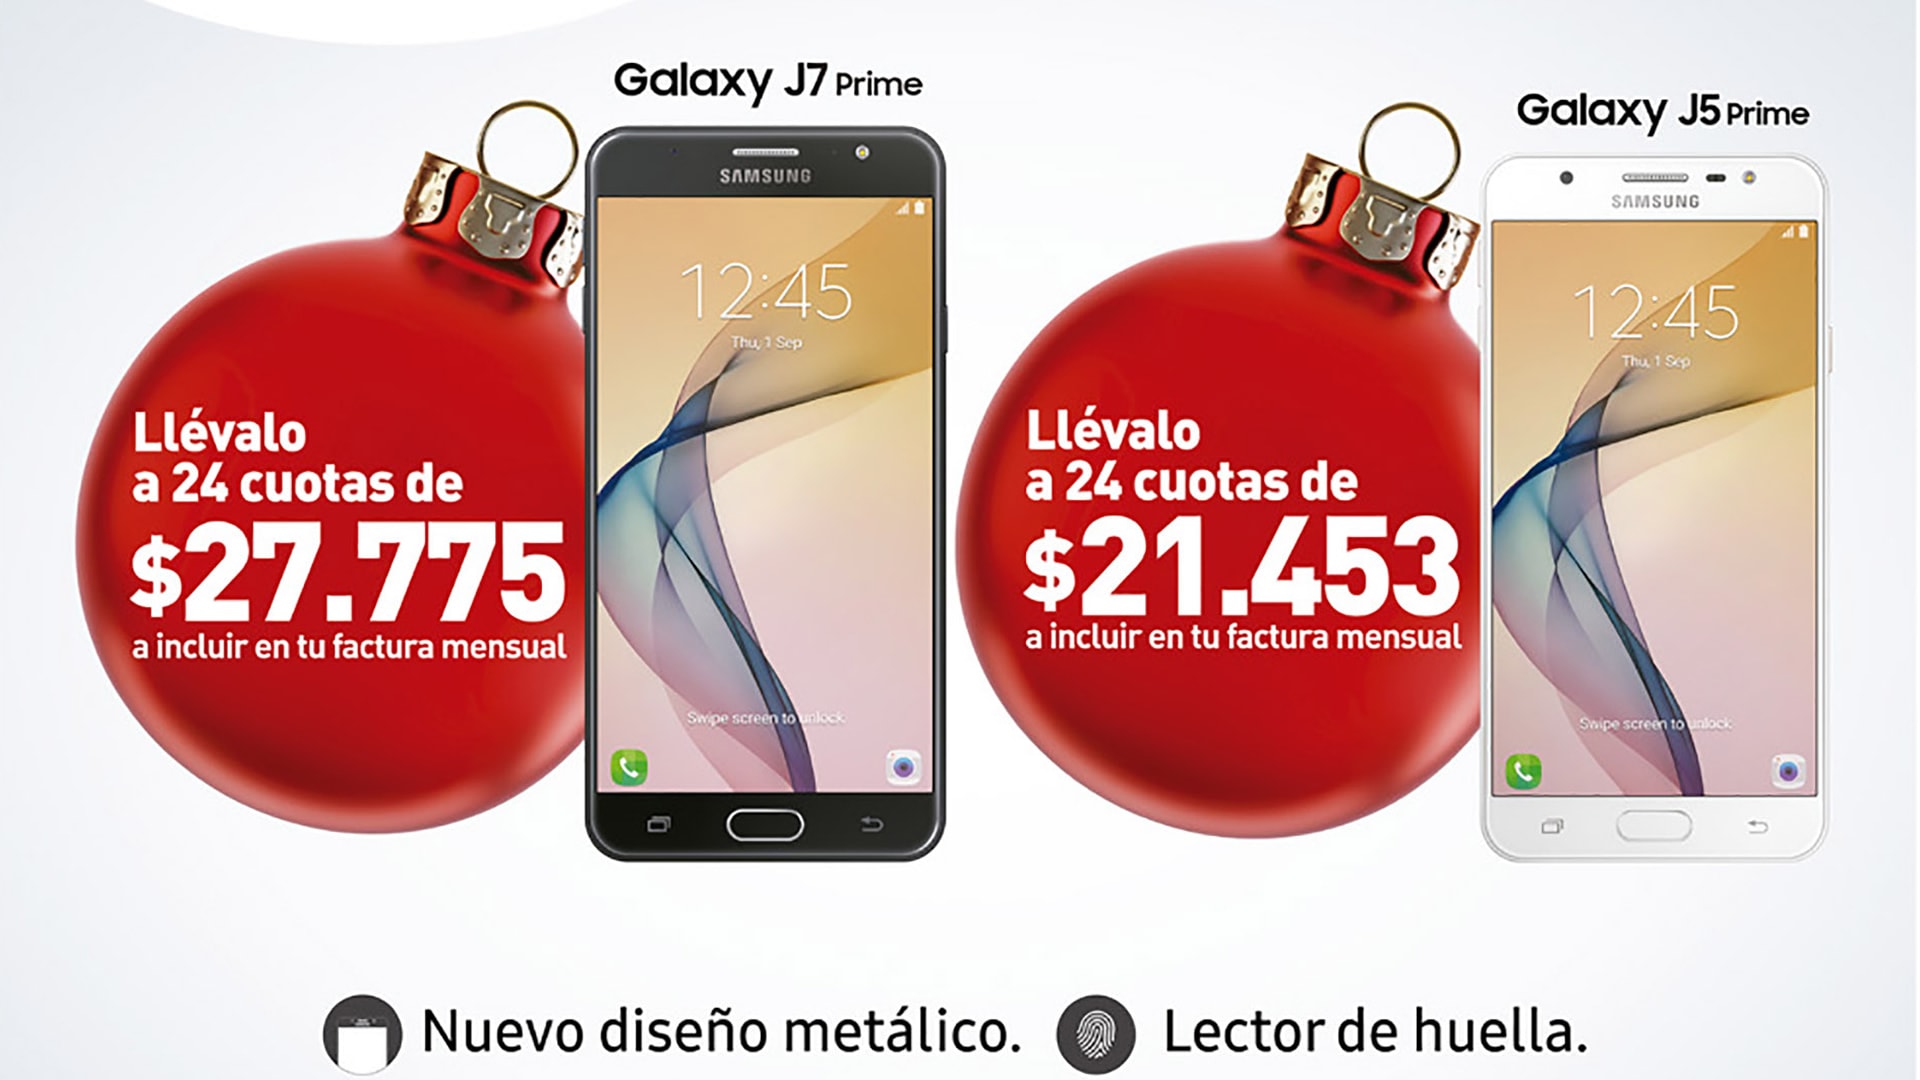 Galaxy J7 Prime
SAMSUNG
12:45
Thu, 1 Sep
Llévalo
a 24 cuotas de
$27.775
a incluir en tu factura mensual
Swipe screen to unlock
Galaxy J5 Prime
SAMSUNG
12:45
Thu, 1 Sep
Llévalo
a 24 cuotas de
$21.453
a incluir en tu factura mensual
Swipe screen to unlock
Nuevo diseño metálico.
Lector de huella.